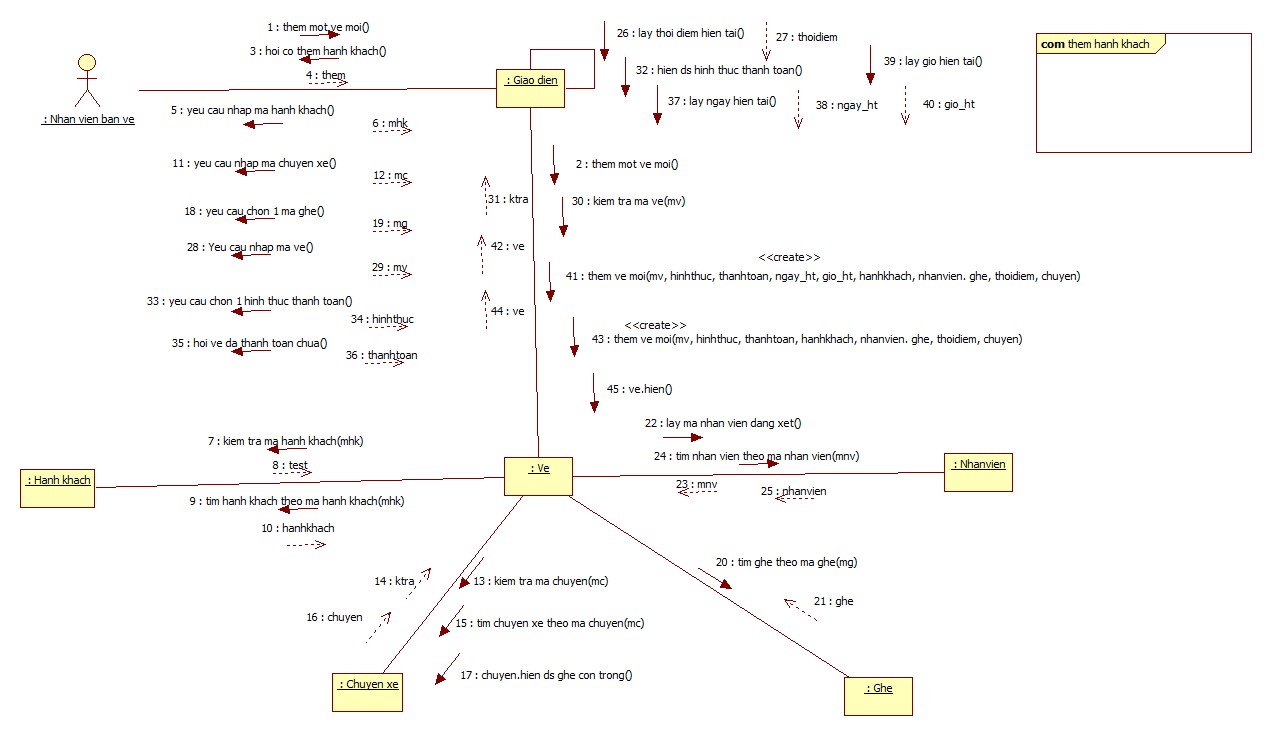 1 : them mot ve moi()
3 : hoi co them hanh khach()
4 : them
: Nhan vien ban ve
5 : yeu cau nhap ma hanh khach()
6 : mhk
11 : yeu cau nhap ma chuyen xe()
12 : mc
18 : yeu cau chon 1 ma ghe()
19 : mg
28 : Yeu cau nhap ma ve()
29 : mv
33 : yeu cau chon 1 hinh thuc thanh toan()
34 : hinhthuc
35 : hoi ve da thanh toan chua()
36 : thanhtoan
: Giao dien
26 : lay thoi diem hien tai()
27 : thoidiem
32 : hien ds hinh thuc thanh toan()
39 : lay gio hien tai()
37 : lay ngay hien tai()
38 : ngay_ht
40 : gio_ht
com them hanh khach
2 : them mot ve moi()
31 : ktra
30 : kiem tra ma ve(mv)
42 : ve
<<create>>
41 : them ve moi(mv, hinhthuc, thanhtoan, ngay_ht, gio_ht, hanhkhach, nhanvien. ghe, thoidiem, chuyen)
44 : ve
<<create>>
43 : them ve moi(mv, hinhthuc, thanhtoan, hanhkhach, nhanvien. ghe, thoidiem, chuyen)
45 : ve.hien()
22 : lay ma nhan vien dang xet()
7 : kiem tra ma hanh khach(mhk)
8 : test
24 : tim nhan vien theo ma nhan vien(mnv)
: Hanh khach
: Ve
: Nhanvien
23 : mnv
25 : nhanvien
9 : tim hanh khach theo ma hanh khach(mhk)
10 : hanhkhach
14 : ktra
13 : kiem tra ma chuyen(mc)
20 : tim ghe theo ma ghe(mg)
16 : chuyen
15 : tim chuyen xe theo ma chuyen(mc)
21 : ghe
17 : chuyen.hien ds ghe con trong()
: Chuyen xe
: Ghe